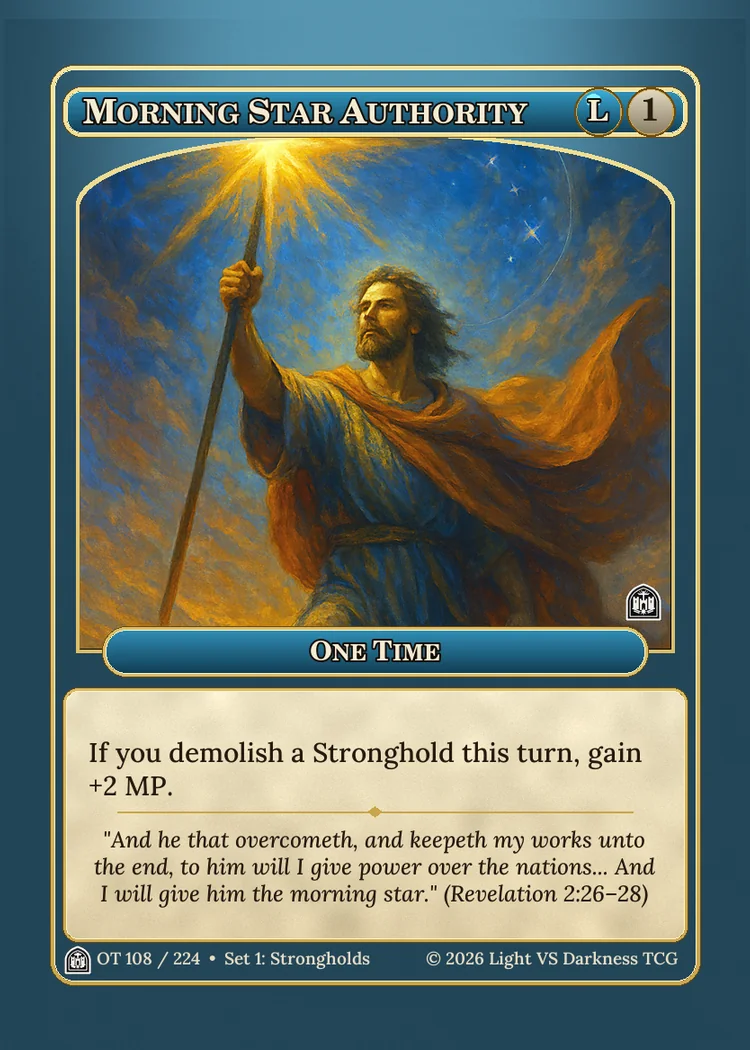 Morning Star Authority L 1
One Time
If you demolish a Stronghold this turn, gain
+2 MP.
"And he that overcometh, and keepeth my works unto
the end, to him will I give power over the nations... And
I will give him the morning star." (Revelation 2:26–28)
OT 108 / 224 • Set 1: Strongholds © 2026 Light VS Darkness TCG